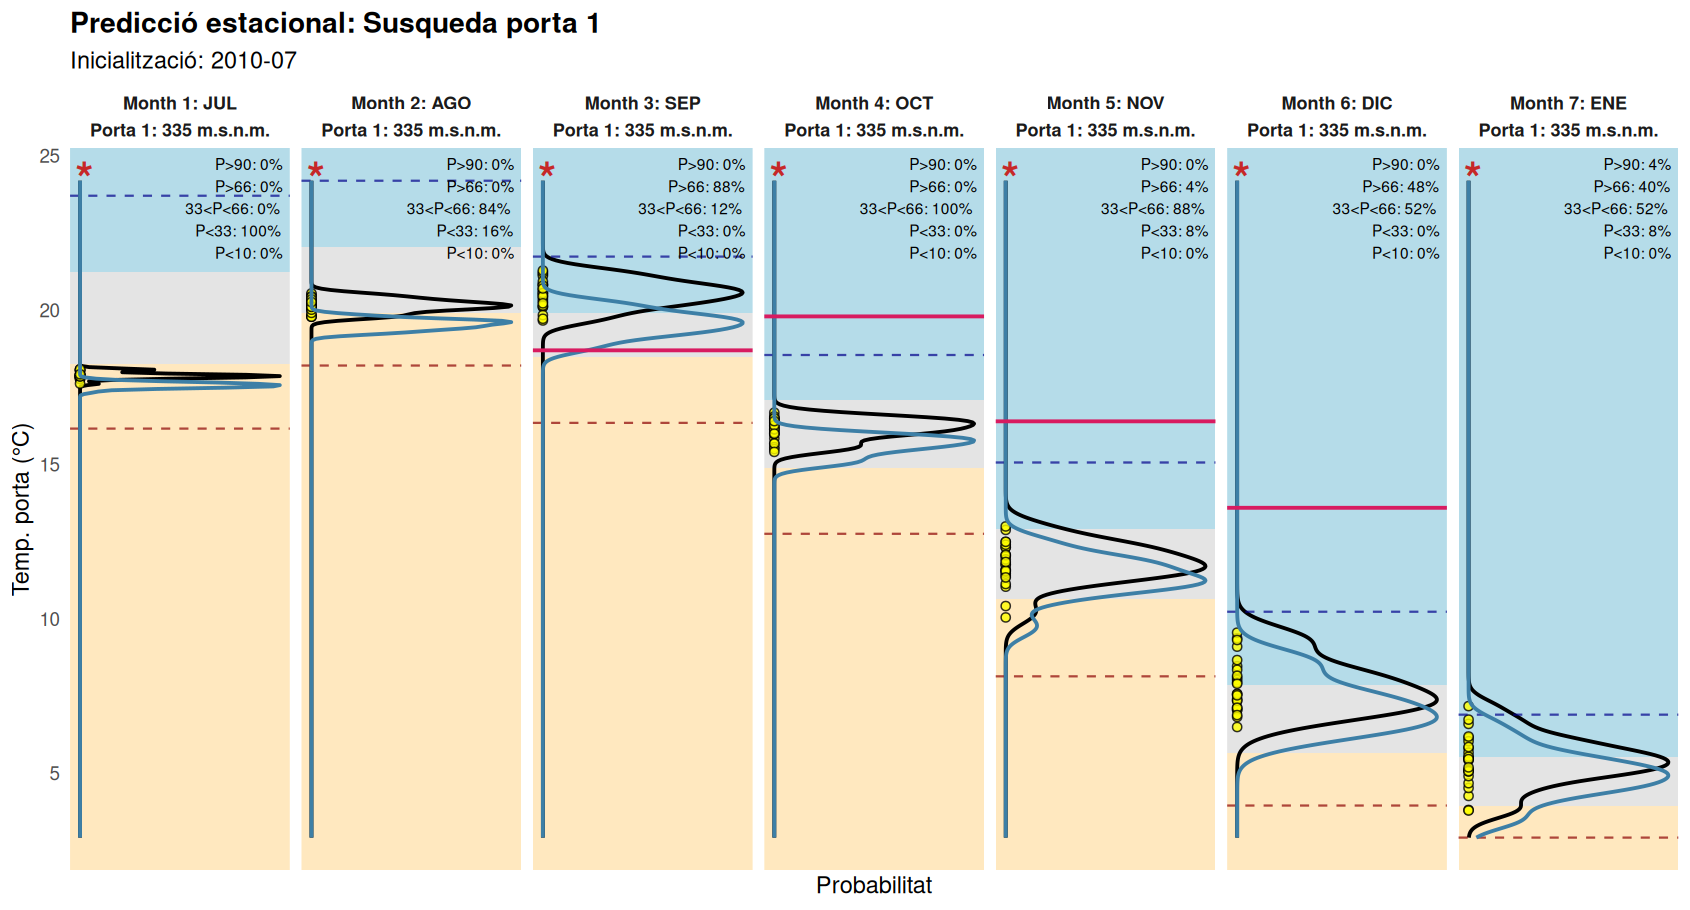 Predicció estacional: Susqueda porta 1
Inicialització: 2010-07
Month 1: JUL
Porta 1: 335 m.s.n.m.
Month 2: AGO
Porta 1: 335 m.s.n.m.
Month 3: SEP
Porta 1: 335 m.s.n.m.
Month 4: OCT
Porta 1: 335 m.s.n.m.
Month 5: NOV
Porta 1: 335 m.s.n.m.
Month 6: DIC
Porta 1: 335 m.s.n.m.
Month 7: ENE
Porta 1: 335 m.s.n.m.
Temp. porta (°C)
25
20
15
10
5
*
P>90: 0%
P>66: 0%
33<P<66: 0%
P<33: 100%
P<10: 0%
*
P>90: 0%
P>66: 0%
33<P<66: 84%
P<33: 16%
P<10: 0%
*
P>90: 0%
P>66: 88%
33<P<66: 12%
P<33: 0%
P<10: 0%
*
P>90: 0%
P>66: 0%
33<P<66: 100%
P<33: 0%
P<10: 0%
*
P>90: 0%
P>66: 4%
33<P<66: 88%
P<33: 8%
P<10: 0%
*
P>90: 0%
P>66: 48%
33<P<66: 52%
P<33: 0%
P<10: 0%
*
P>90: 4%
P>66: 40%
33<P<66: 52%
P<33: 8%
P<10: 0%
Probabilitat